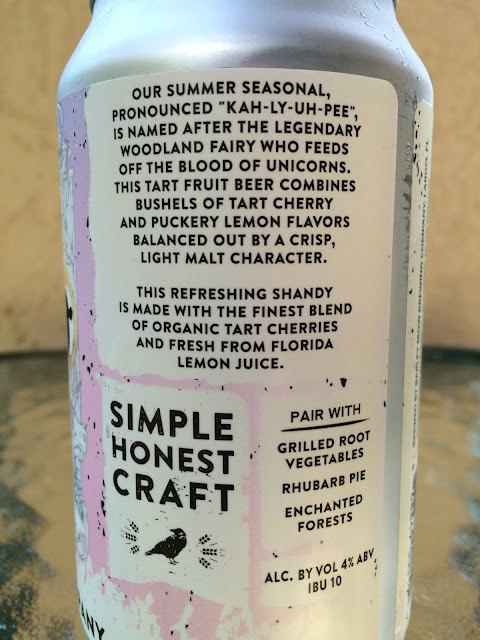 OUR SUMMER SEASONAL,
PRONOUNCED "KAH-LY-UH-PEE",
IS NAMED AFTER THE LEGENDARY
WOODLAND FAIRY WHO FEEDS
OFF THE BLOOD OF UNICORNS.
THIS TART FRUIT BEER COMBINES
BUSHELS OF TART CHERRY
AND PUCKERY LEMON FLAVORS
BALANCED OUT BY A CRISP,
LIGHT MALT CHARACTER.
THIS REFRESHING SHANDY
IS MADE WITH THE FINEST BLEND
OF ORGANIC TART CHERRIES
AND FRESH FROM FLORIDA
LEMON JUICE.
SIMPLE
HONEST
CRAFT
PAIR WITH
GRILLED ROOT
VEGETABLES
RHUBARB PIE
ENCHANTED
FORESTS
ALC. BY VOL 4% ABV
IBU 10
ANY